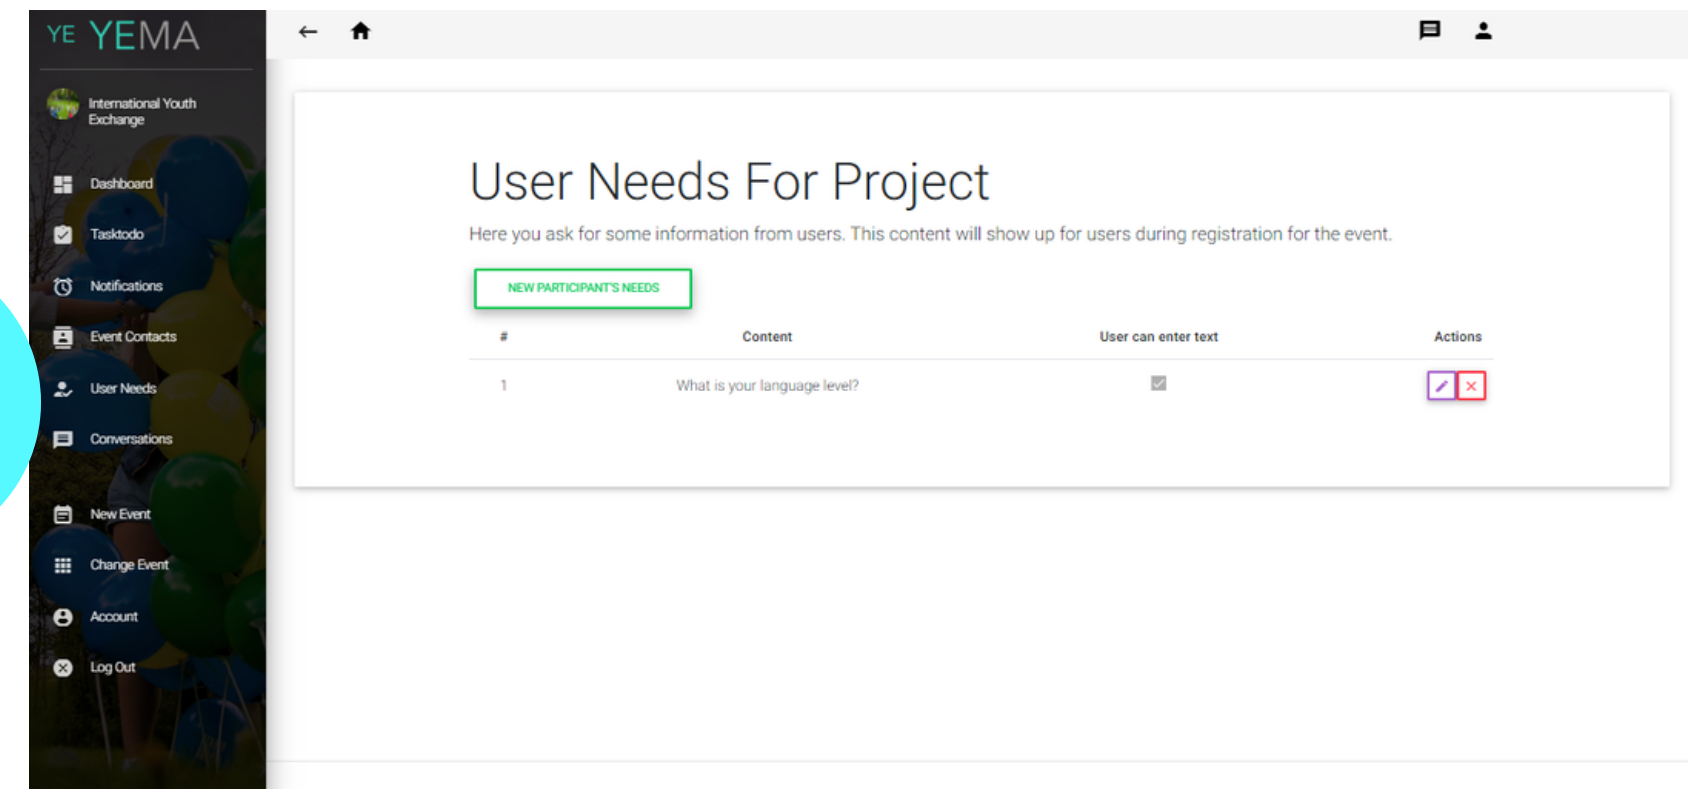 YE YEMA
International Youth
Exchange
Dashboard
Tasktodo
Notifications
Event Contacts
User Needs
Conversations
New Event
Change Event
Account
Log Out
User Needs For Project
Here you ask for some information from users. This content will show up for users during registration for the event.
NEW PARTICIPANT'S NEEDS
# Content User can enter text Actions
1 What is your language level?